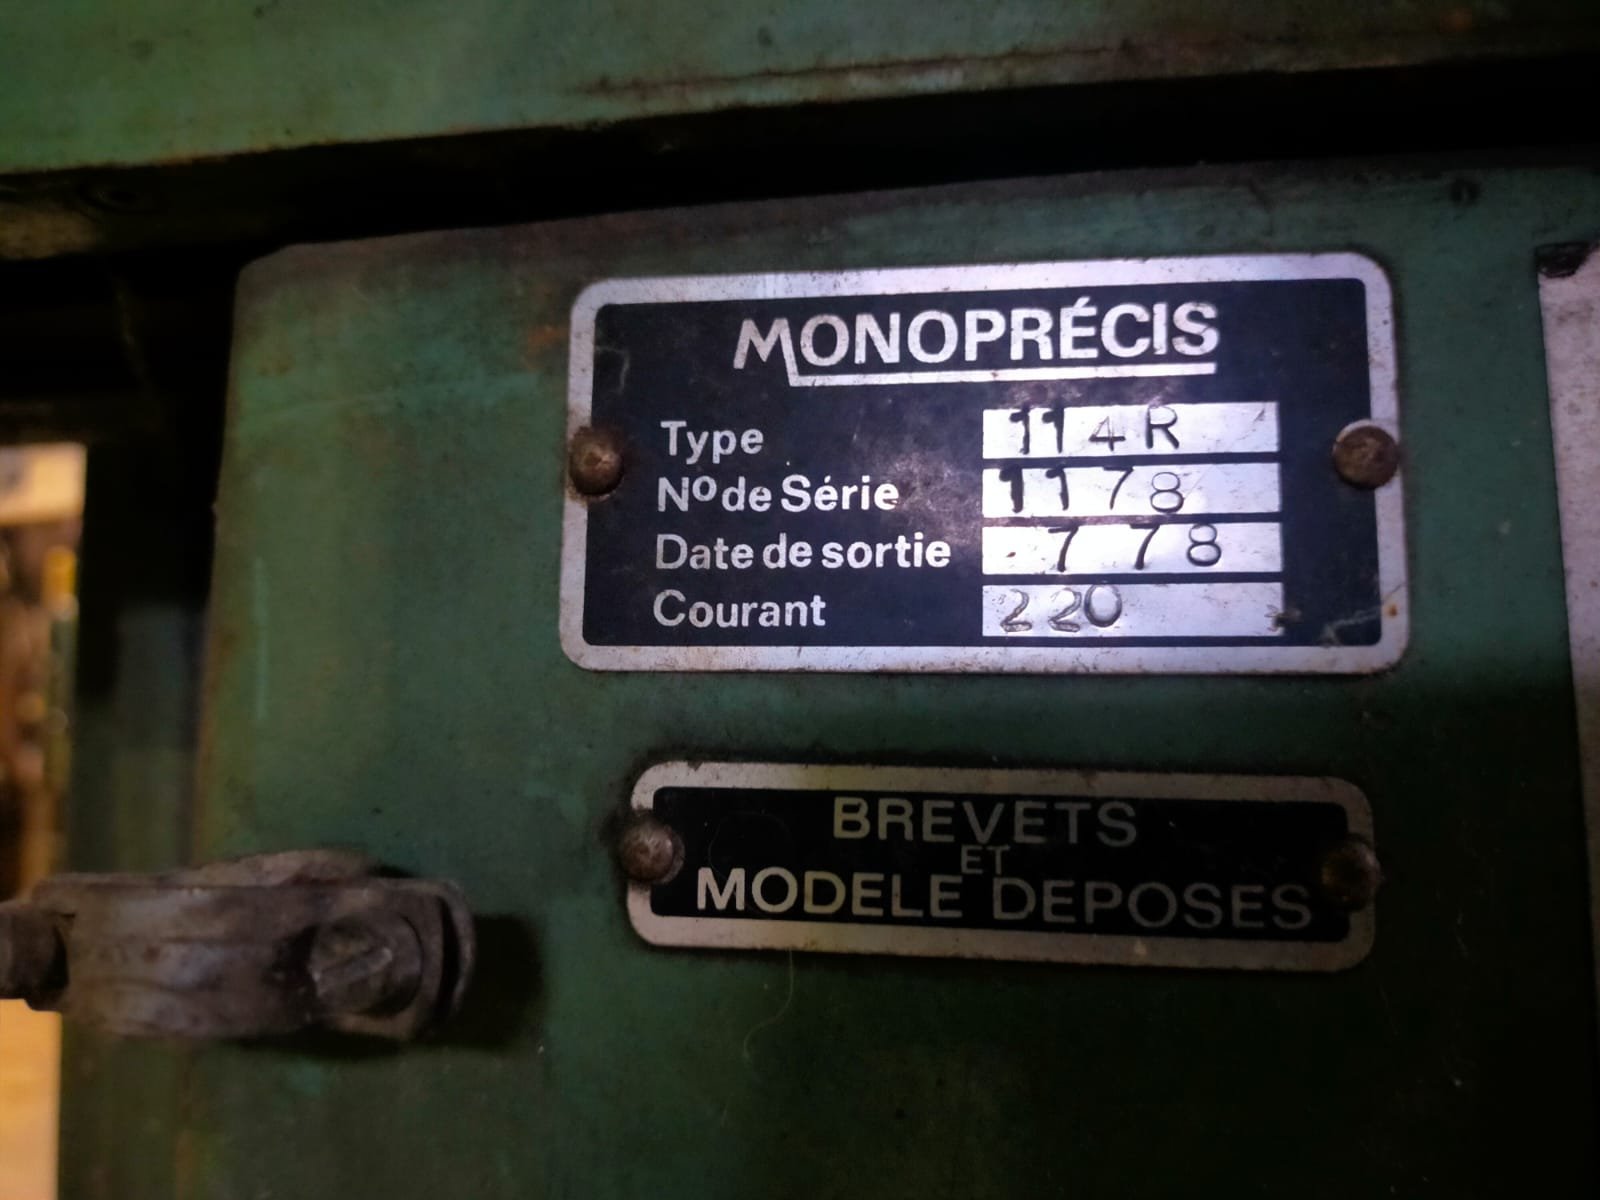 MONOPRÉCIS
Type 114R
Nº de Série 1178
Date de sortie 7 78
Courant 220
BREVETS
ET
MODELE DEPOSES